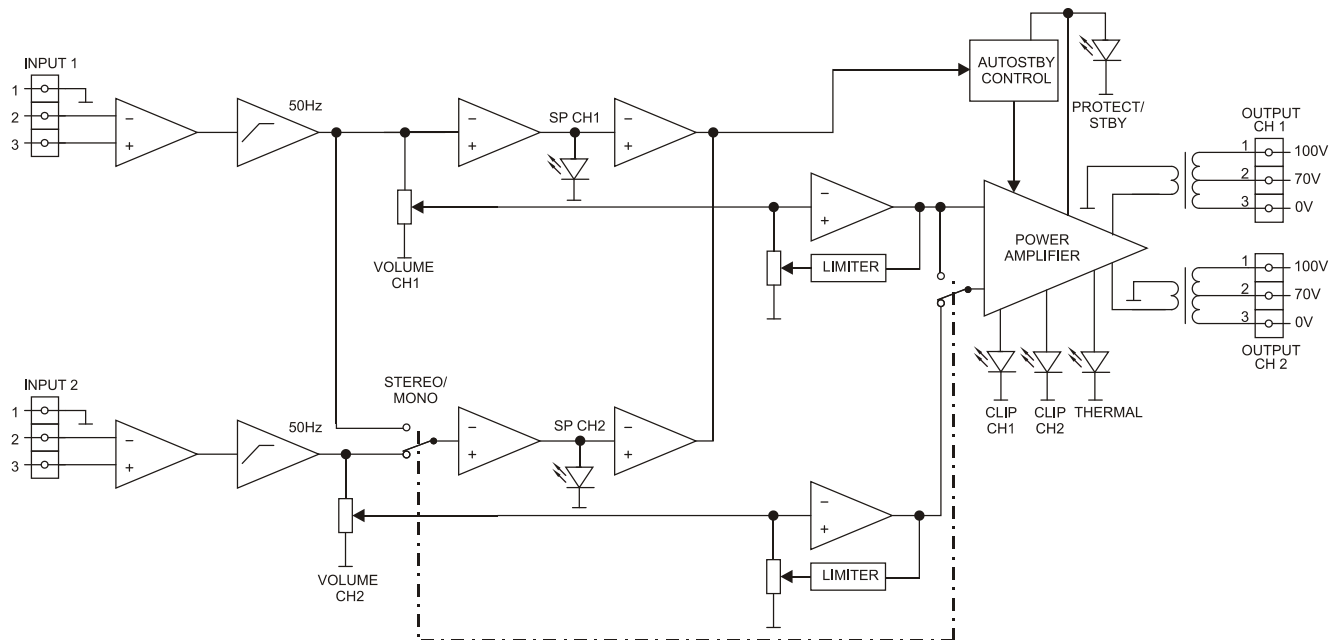 INPUT 1
1
2
3
50Hz
−
+
−
+
SP CH1
−
+
VOLUME
CH1
−
+
LIMITER
AUTOSTBY
CONTROL
PROTECT/
STBY
POWER
AMPLIFIER
OUTPUT
CH 1
1
100V
2
70V
3
0V
1
100V
2
70V
3
0V
OUTPUT
CH 2
CLIP
CH1
CLIP
CH2
THERMAL
INPUT 2
1
2
3
−
+
50Hz
STEREO/
MONO
−
+
SP CH2
−
+
VOLUME
CH2
−
+
LIMITER